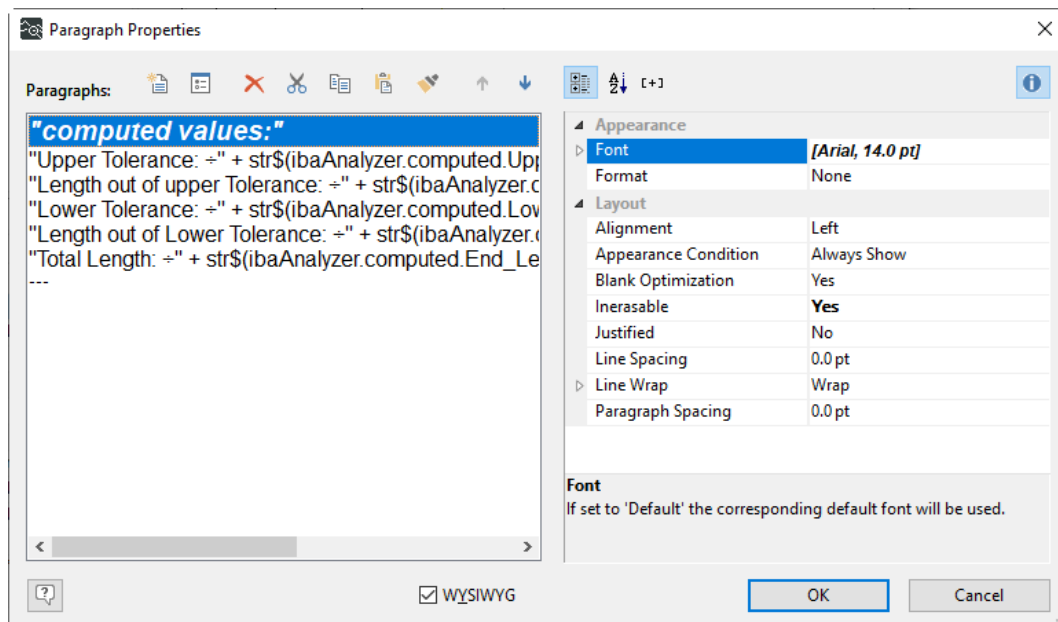 Paragraph Properties
Paragraphs:
"computed values:"
"Upper Tolerance: ÷" + str$(ibaAnalyzer.computed.Upp
"Length out of upper Tolerance: ÷" + str$(ibaAnalyzer.c
"Lower Tolerance: ÷" + str$(ibaAnalyzer.computed.Low
"Length out of Lower Tolerance: ÷" + str$(ibaAnalyzer.
"Total Length: ÷" + str$(ibaAnalyzer.computed.End_Le
---
Appearance
Font [Arial, 14.0 pt]
Format None
Layout
Alignment Left
Appearance Condition Always Show
Blank Optimization Yes
Inerasable Yes
Justified No
Line Spacing 0.0 pt
Line Wrap Wrap
Paragraph Spacing 0.0 pt
Font
If set to 'Default' the corresponding default font will be used.
WYSIWYG
OK
Cancel